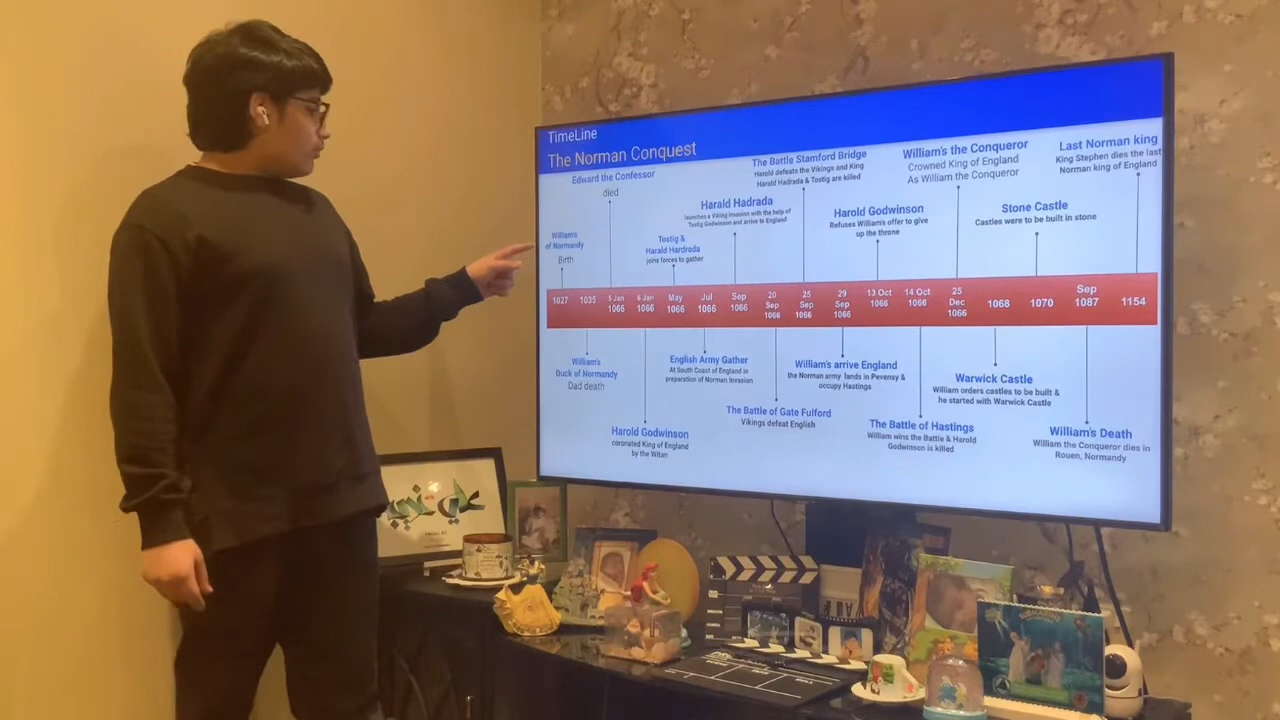 TimeLine
The Norman Conquest
Edward the Confessor
died
The Battle Stamford Bridge
Harold defeats the Vikings and King
Harald Hadrada & Tostig are killed
William's the Conqueror
Crowned King of England
As William the Conqueror
Last Norman king
King Stephen dies the last
Norman king of England
William's
of Normandy
Birth
Tostig &
Harald Hardrada
joins forces to gather
Harald Hadrada
launches a Viking invasion with the help of
Tostig Godwinson and arrive to England
Harold Godwinson
Refuses William's offer to give
up the throne
Stone Castle
Castles were to be built in stone
1027
1035
5 Jan
1066
6 Jan
1066
May
1066
Jul
1066
Sep
1066
20
Sep
1066
25
Sep
1066
29
Sep
1066
13 Oct
1066
14 Oct
1066
25
Dec
1066
1068
1070
Sep
1087
1154
William's
Duck of Normandy
Dad death
Harold Godwinson
coronated King of England
by the Witan
English Army Gather
At South Coast of England in
preparation of Norman Invasion
The Battle of Gate Fulford
Vikings defeat English
William's arrive England
the Norman army lands in Pevensy &
occupy Hastings
The Battle of Hastings
William wins the Battle & Harold
Godwinson is killed
Warwick Castle
William orders castles to be built &
he started with Warwick Castle
William's Death
William the Conqueror dies in
Rouen, Normandy